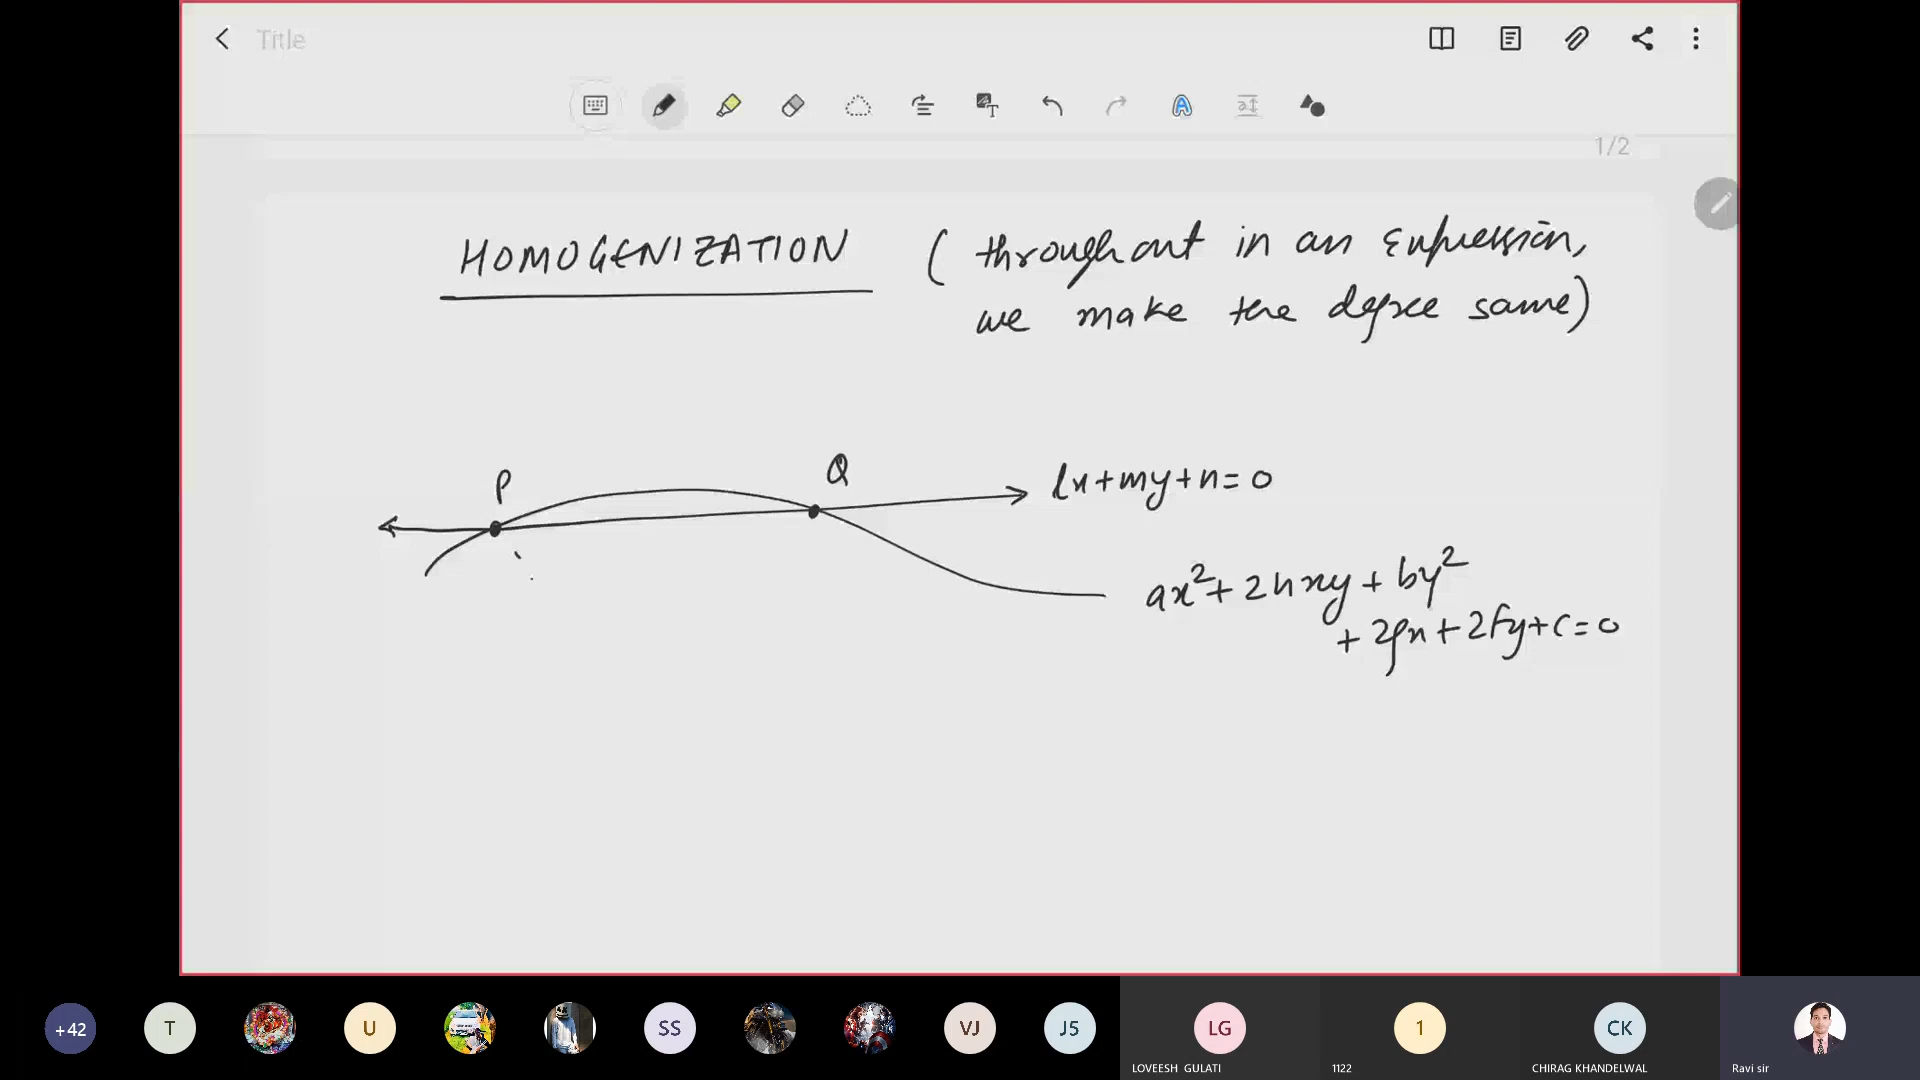 Title
1/2
HOMOGENIZATION ( throughout in an expression,
we make the degree same)
P
Q
lx+my+n=0
ax²+2hxy+by²
+2gx+2fy+c=0
+42
T
U
SS
VJ
J5
LG
LOVEESH GULATI
1
1122
CK
CHIRAG KHANDELWAL
Ravi sir